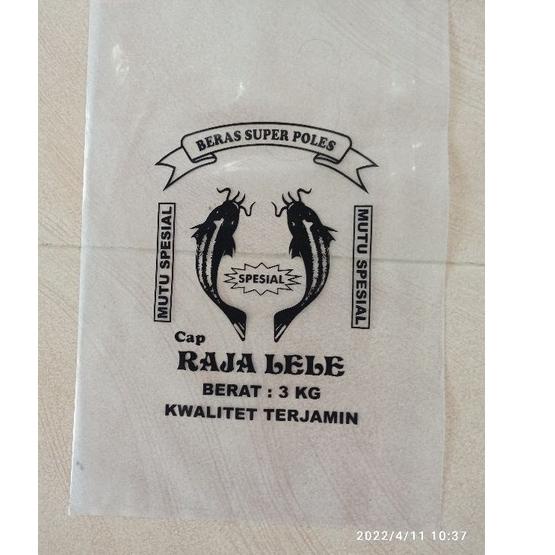 BERAS SUPER POLES
MUTU SPESIAL
SPESIAL
MUTU SPESIAL
Cap
RAJA LELE
BERAT : 3 KG
KWALITET TERJAMIN
2022/4/11 10:37